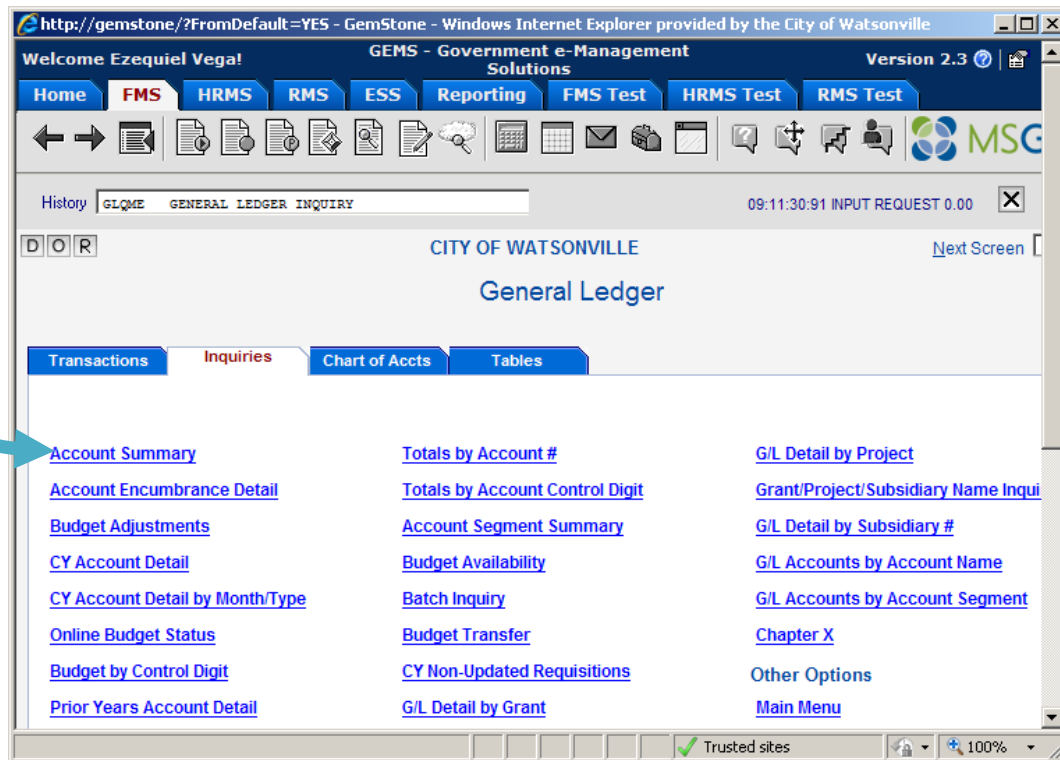 http://gemstone/?FromDefault=YES - GemStone - Windows Internet Explorer provided by the City of Watsonville
Welcome Ezequiel Vega! GEMS - Government e-Management Solutions Version 2.3
Home FMS HRMS RMS ESS Reporting FMS Test HRMS Test RMS Test
MSG
History GLQME GENERAL LEDGER INQUIRY 09:11:30:91 INPUT REQUEST 0.00
D O R CITY OF WATSONVILLE Next Screen
General Ledger
Transactions Inquiries Chart of Accts Tables
Account Summary Totals by Account # G/L Detail by Project
Account Encumbrance Detail Totals by Account Control Digit Grant/Project/Subsidiary Name Inqui
Budget Adjustments Account Segment Summary G/L Detail by Subsidiary #
CY Account Detail Budget Availability G/L Accounts by Account Name
CY Account Detail by Month/Type Batch Inquiry G/L Accounts by Account Segment
Online Budget Status Budget Transfer Chapter X
Budget by Control Digit CY Non-Updated Requisitions Other Options
Prior Years Account Detail G/L Detail by Grant Main Menu
Trusted sites 100%